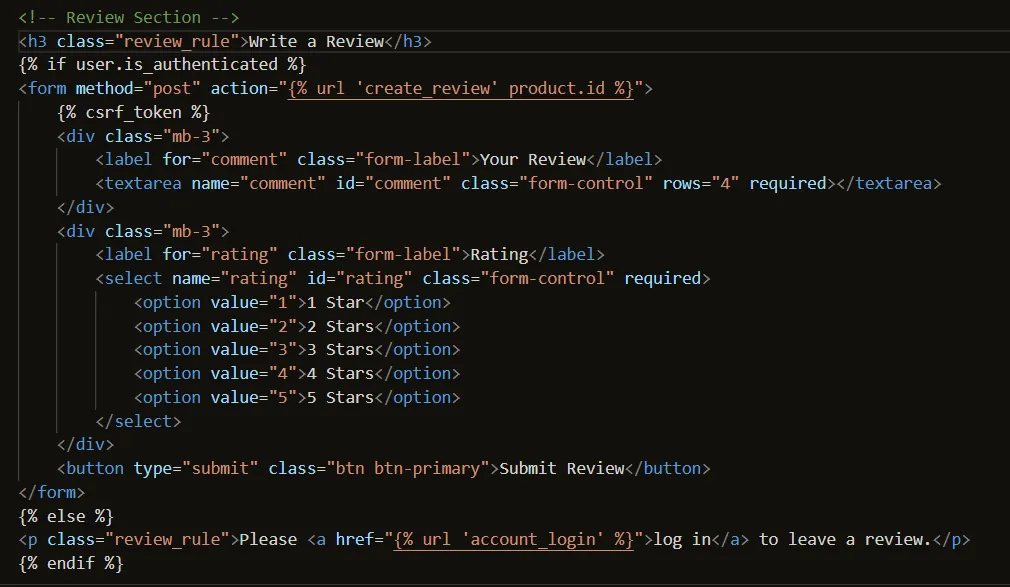 <!-- Review Section -->
<h3 class="review_rule">Write a Review</h3>
{% if user.is_authenticated %}
<form method="post" action="{% url 'create_review' product.id %}">
    {% csrf_token %}
    <div class="mb-3">
        <label for="comment" class="form-label">Your Review</label>
        <textarea name="comment" id="comment" class="form-control" rows="4" required></textarea>
    </div>
    <div class="mb-3">
        <label for="rating" class="form-label">Rating</label>
        <select name="rating" id="rating" class="form-control" required>
            <option value="1">1 Star</option>
            <option value="2">2 Stars</option>
            <option value="3">3 Stars</option>
            <option value="4">4 Stars</option>
            <option value="5">5 Stars</option>
        </select>
    </div>
    <button type="submit" class="btn btn-primary">Submit Review</button>
</form>
{% else %}
<p class="review_rule">Please <a href="{% url 'account_login' %}">log in</a> to leave a review.</p>
{% endif %}